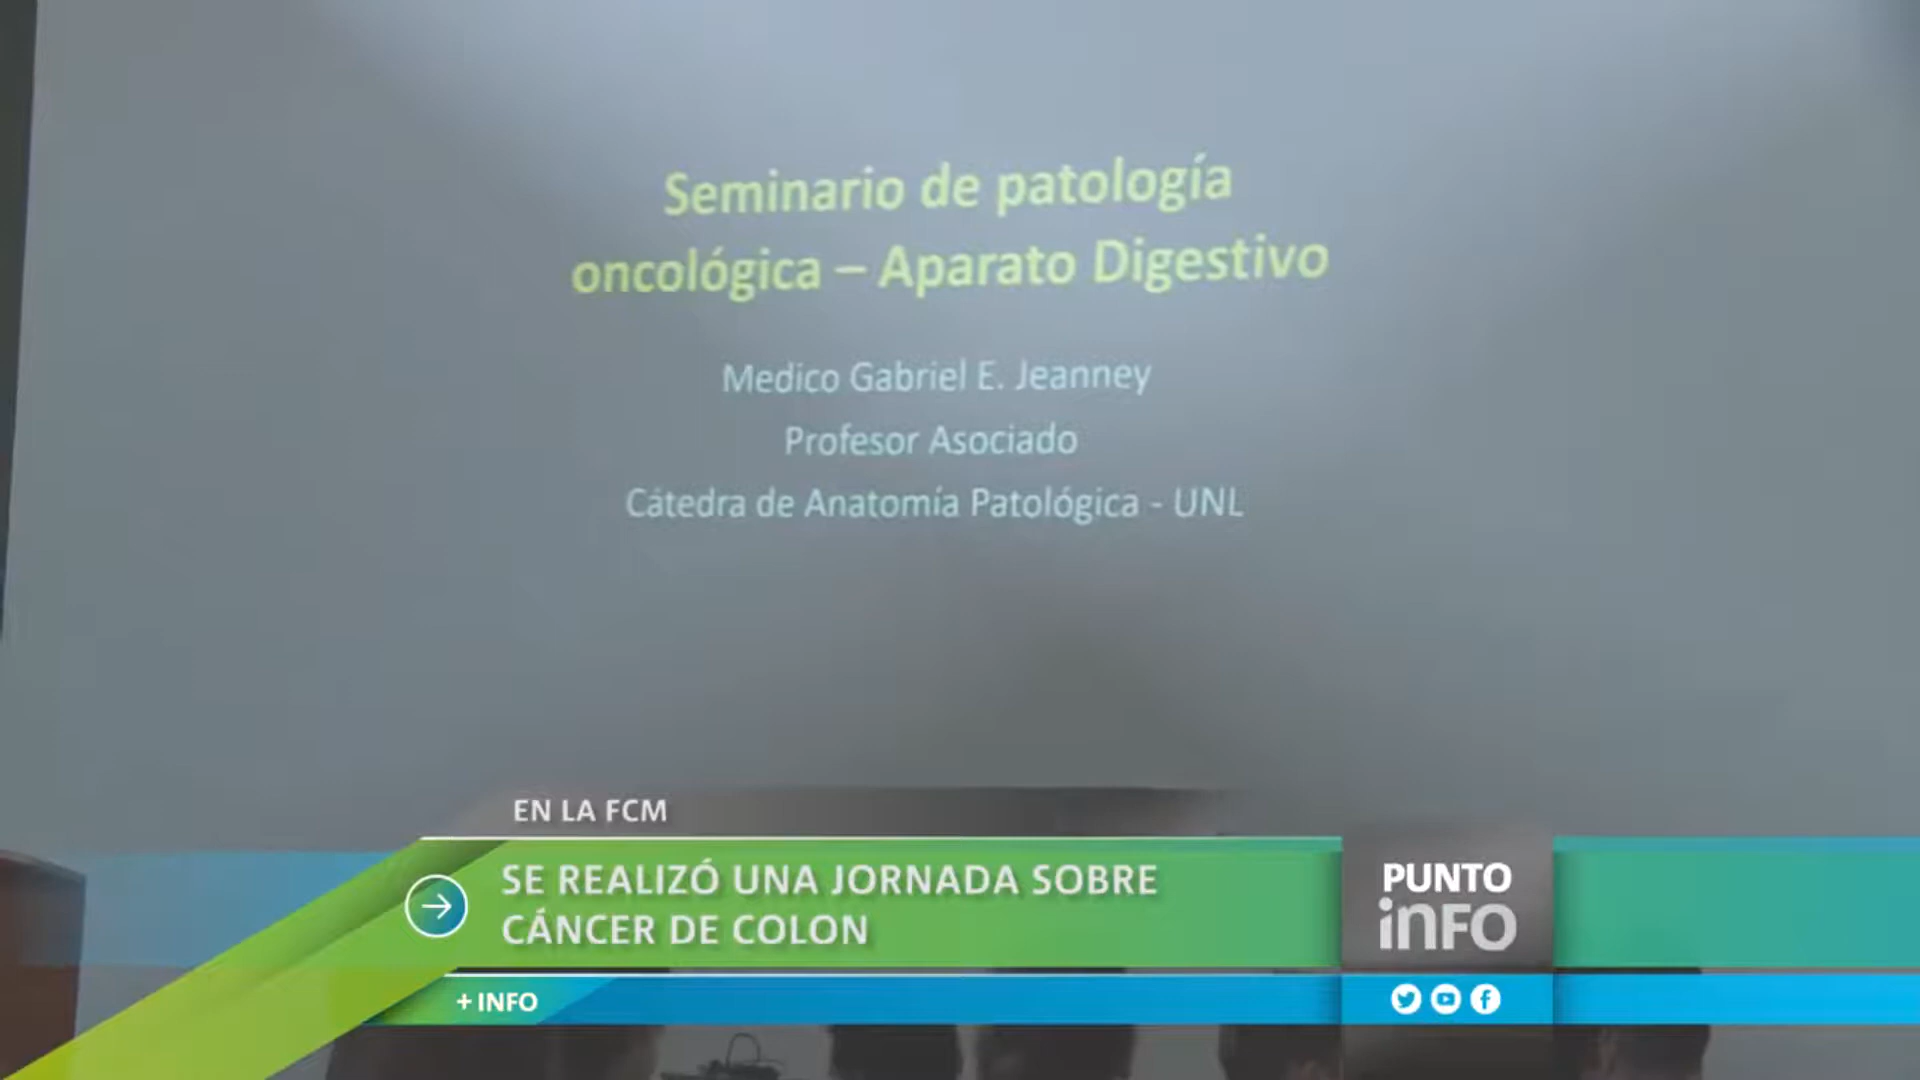 Seminario de patología
oncológica – Aparato Digestivo
Medico Gabriel E. Jeanney
Profesor Asociado
Cátedra de Anatomía Patológica - UNL
EN LA FCM
SE REALIZÓ UNA JORNADA SOBRE
CÁNCER DE COLON
PUNTO
inFO
+ INFO